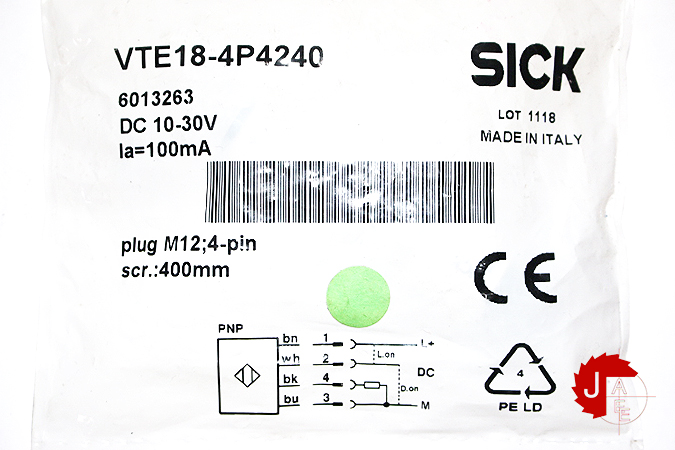 VTE18-4P4240
SICK
6013263
DC 10-30V
Ia=100mA
LOT 1118
MADE IN ITALY
plug M12;4-pin
scr.:400mm
CE
PNP
bn 1 L+
L.on
wh 2 DC
bk 4
D.on
bu 3 M
4
PE LD
J
A
E
E